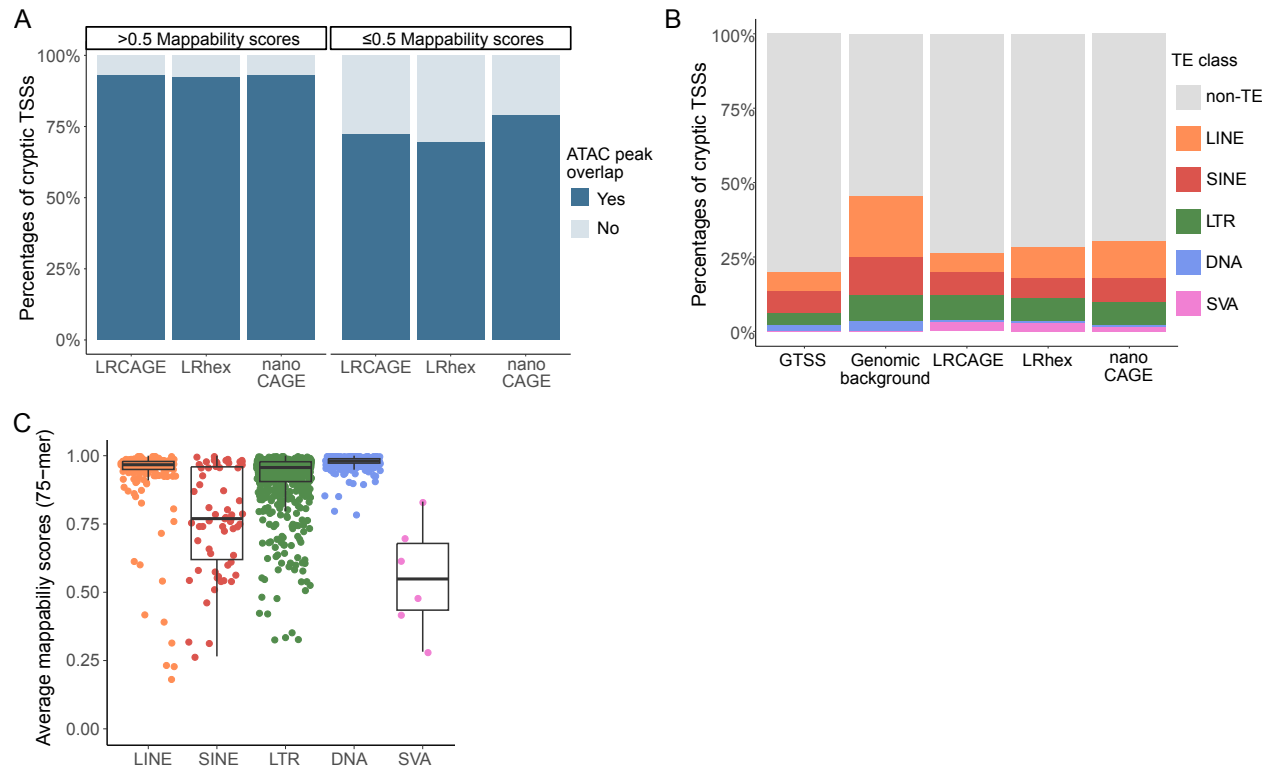 A
>0.5 Mappability scores
≤0.5 Mappability scores
Percentages of cryptic TSSs
100%
75%
50%
25%
0%
LRCAGE
LRhex
nano
CAGE
LRCAGE
LRhex
nano
CAGE
ATAC peak
overlap
Yes
No
B
Percentages of cryptic TSSs
100%
75%
50%
25%
0%
GTSS
Genomic
background
LRCAGE
LRhex
nano
CAGE
TE class
non-TE
LINE
SINE
LTR
DNA
SVA
C
Average mappabiliy scores (75−mer)
1.00
0.75
0.50
0.25
0.00
LINE
SINE
LTR
DNA
SVA